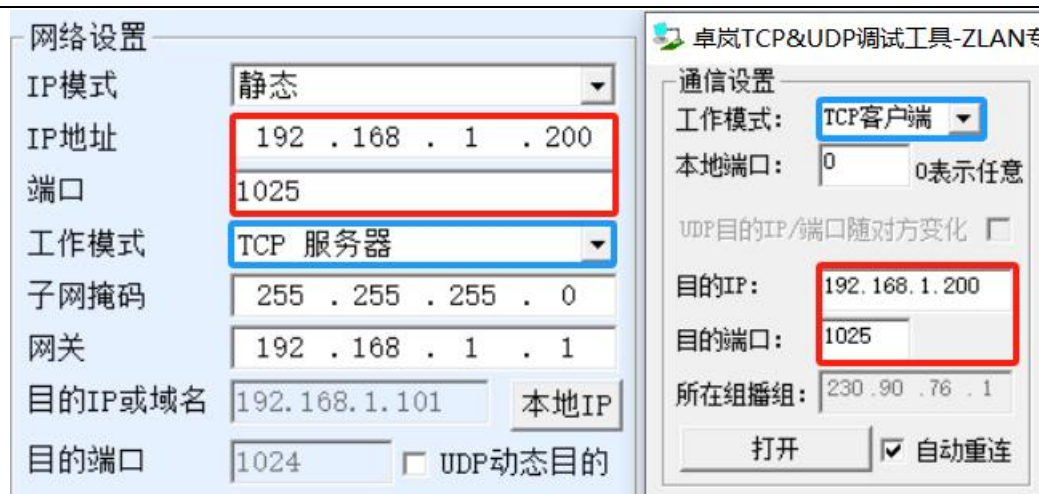 网络设置
IP模式 静态
IP地址 192 . 168 . 1 . 200
端口 1025
工作模式 TCP 服务器
子网掩码 255 . 255 . 255 . 0
网关 192 . 168 . 1 . 1
目的IP或域名 192.168.1.101 本地IP
目的端口 1024 UDP动态目的
卓岚TCP&UDP调试工具-ZLAN专
通信设置
工作模式: TCP客户端
本地端口: 0 0表示任意
UDP目的IP/端口随对方变化
目的IP: 192.168.1.200
目的端口: 1025
所在组播组: 230 .90 .76 . 1
打开 自动重连